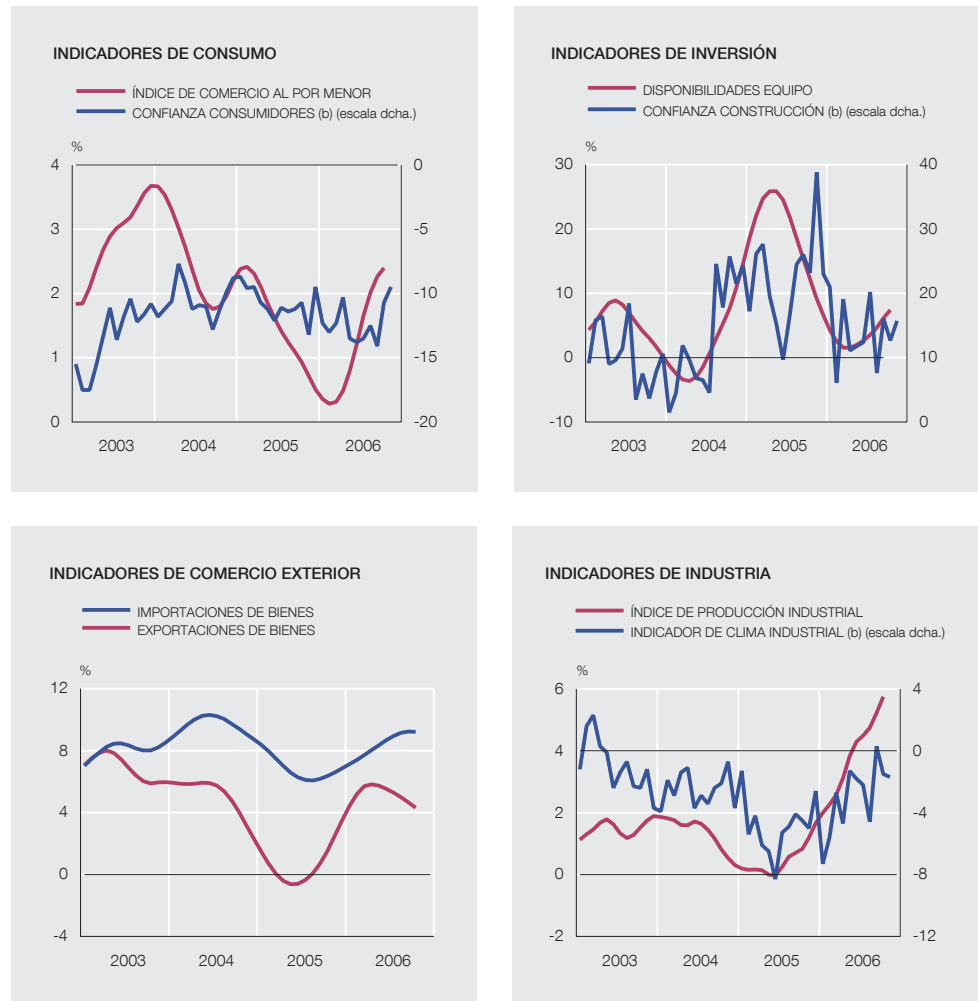 INDICADORES DE CONSUMO
ÍNDICE DE COMERCIO AL POR MENOR
CONFIANZA CONSUMIDORES (b) (escala dcha.)
%
4
3
2
1
0
0
-5
-10
-15
-20
2003 2004 2005 2006
INDICADORES DE INVERSIÓN
DISPONIBILIDADES EQUIPO
CONFIANZA CONSTRUCCIÓN (b) (escala dcha.)
%
30
20
10
0
-10
40
30
20
10
0
2003 2004 2005 2006
INDICADORES DE COMERCIO EXTERIOR
IMPORTACIONES DE BIENES
EXPORTACIONES DE BIENES
%
12
8
4
0
-4
2003 2004 2005 2006
INDICADORES DE INDUSTRIA
ÍNDICE DE PRODUCCIÓN INDUSTRIAL
INDICADOR DE CLIMA INDUSTRIAL (b) (escala dcha.)
%
6
4
2
0
-2
4
0
-4
-8
-12
2003 2004 2005 2006